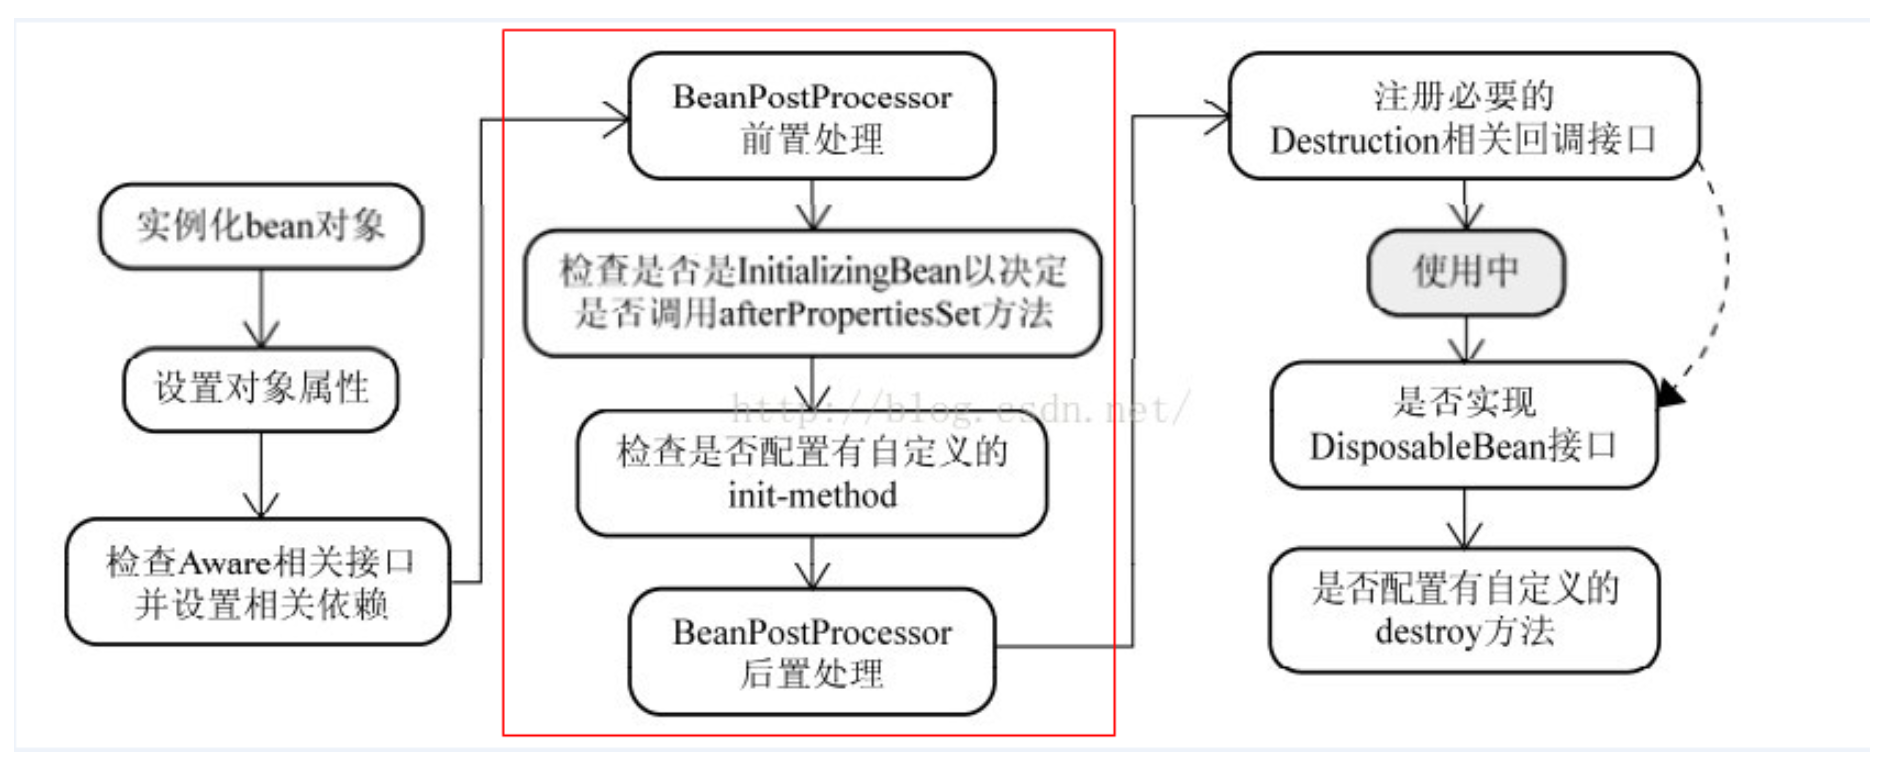 实例化bean对象
设置对象属性
检查Aware相关接口
并设置相关依赖
BeanPostProcessor
前置处理
检查是否是InitializingBean以决定
是否调用afterPropertiesSet方法
http://blog.csdn.net/
检查是否配置有自定义的
init-method
BeanPostProcessor
后置处理
注册必要的
Destruction相关回调接口
使用中
是否实现
DisposableBean接口
是否配置有自定义的
destroy方法